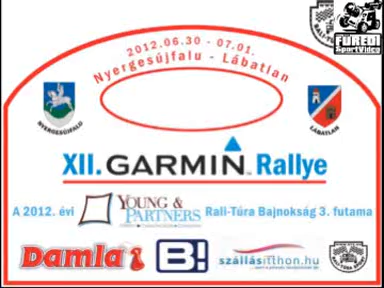 FÜREDI
SportVideo
2012.06.30 - 07.01.
Nyergesújfalu - Lábatlan
NYERGESÚJFALU
LÁBATLAN
XII. GARMIN Rallye
A 2012. évi YOUNG & PARTNERS Rali-Túra Bajnokság 3. futama
Damla
B!
szállásitthon.hu